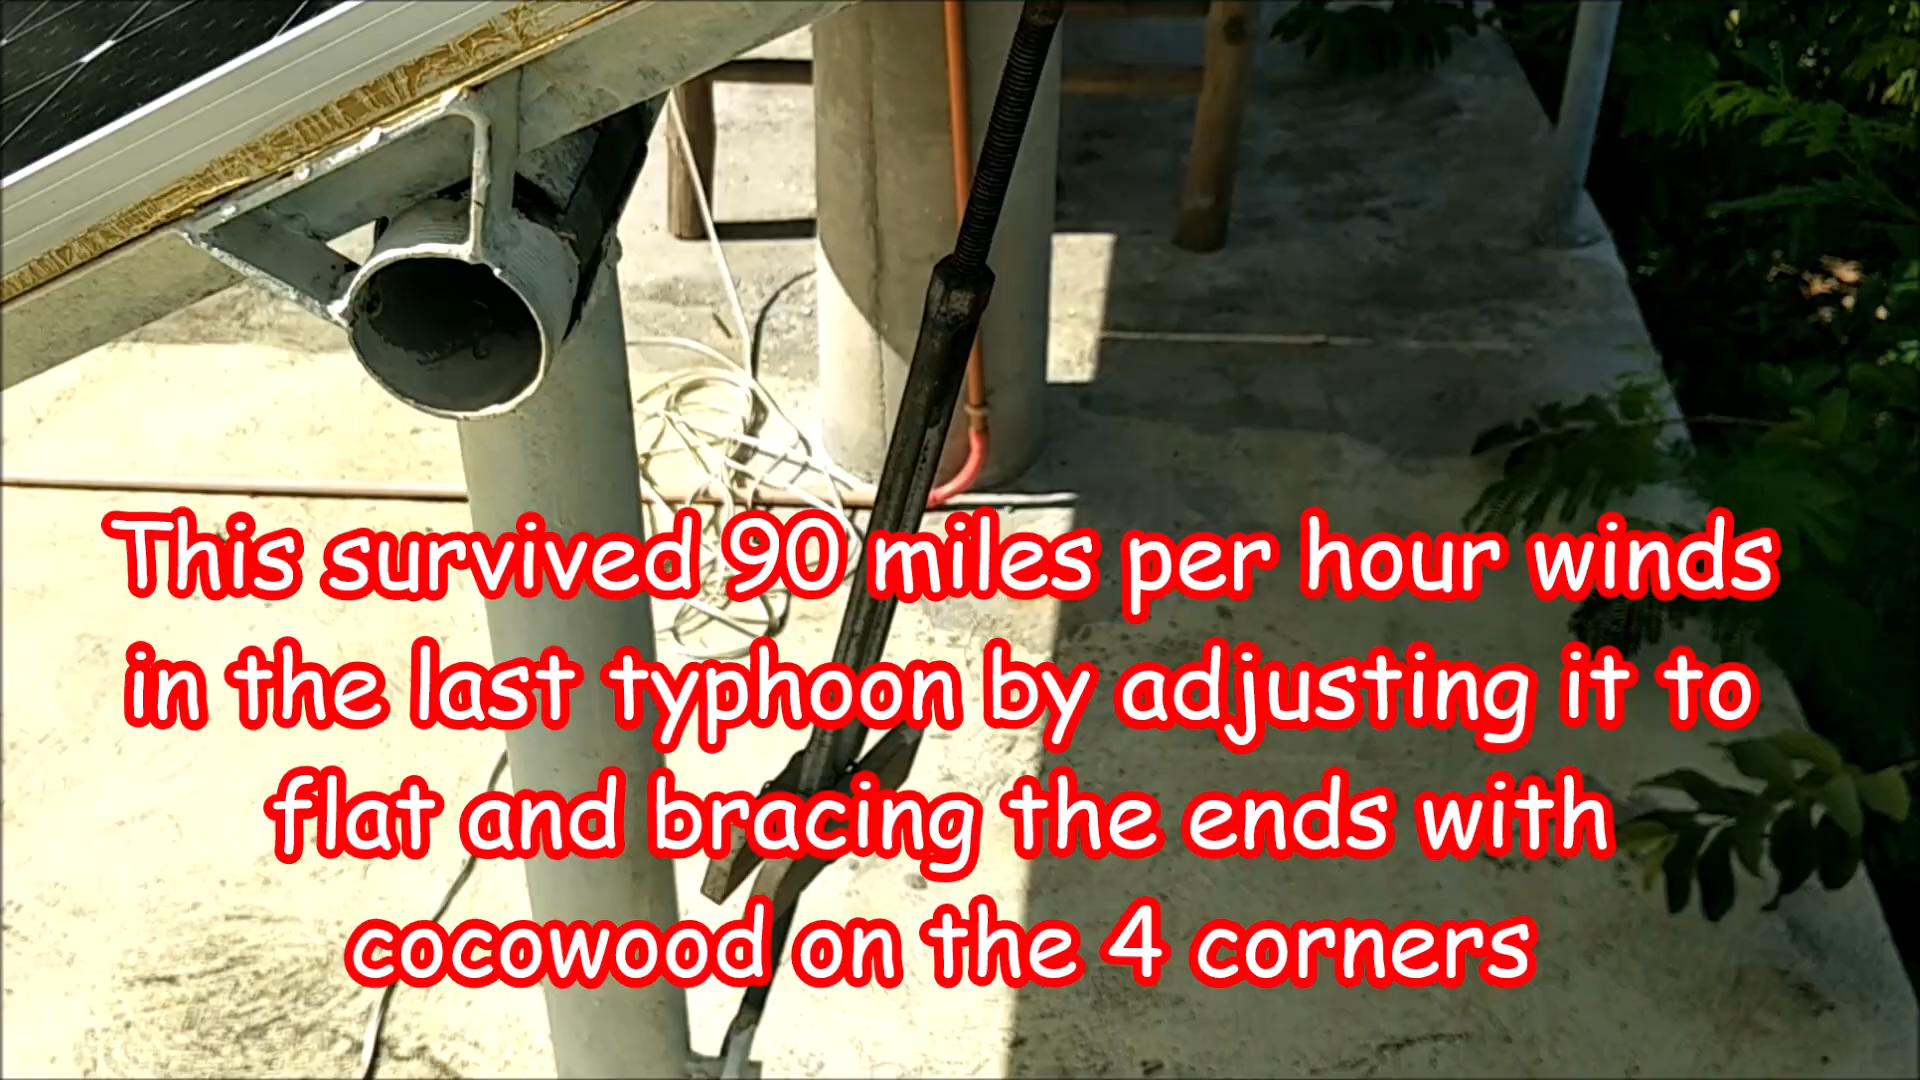 This survived 90 miles per hour winds
in the last typhoon by adjusting it to
flat and bracing the ends with
cocowood on the 4 corners